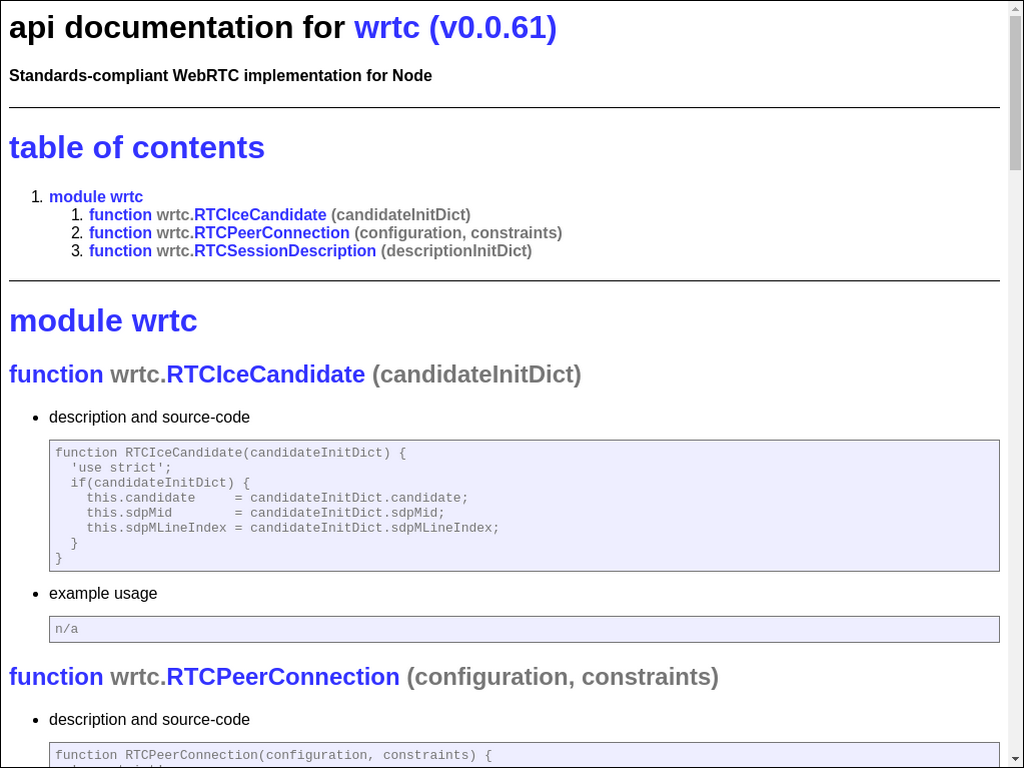 api documentation for wrtc (v0.0.61)
Standards-compliant WebRTC implementation for Node
table of contents
1. module wrtc
1. function wrtc.RTCIceCandidate (candidateInitDict)
2. function wrtc.RTCPeerConnection (configuration, constraints)
3. function wrtc.RTCSessionDescription (descriptionInitDict)
module wrtc
function wrtc.RTCIceCandidate (candidateInitDict)
• description and source-code
function RTCIceCandidate(candidateInitDict) {
  'use strict';
  if(candidateInitDict) {
    this.candidate     = candidateInitDict.candidate;
    this.sdpMid        = candidateInitDict.sdpMid;
    this.sdpMLineIndex = candidateInitDict.sdpMLineIndex;
  }
}
• example usage
n/a
function wrtc.RTCPeerConnection (configuration, constraints)
• description and source-code
function RTCPeerConnection(configuration, constraints) {